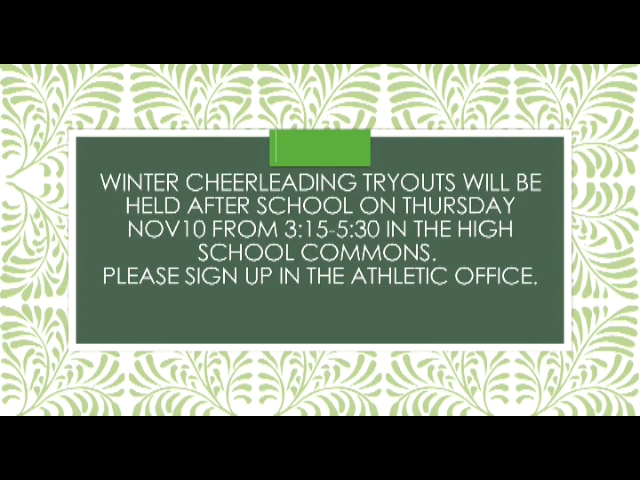 WINTER CHEERLEADING TRYOUTS WILL BE
HELD AFTER SCHOOL ON THURSDAY
NOV10 FROM 3:15-5:30 IN THE HIGH
SCHOOL COMMONS.
PLEASE SIGN UP IN THE ATHLETIC OFFICE.